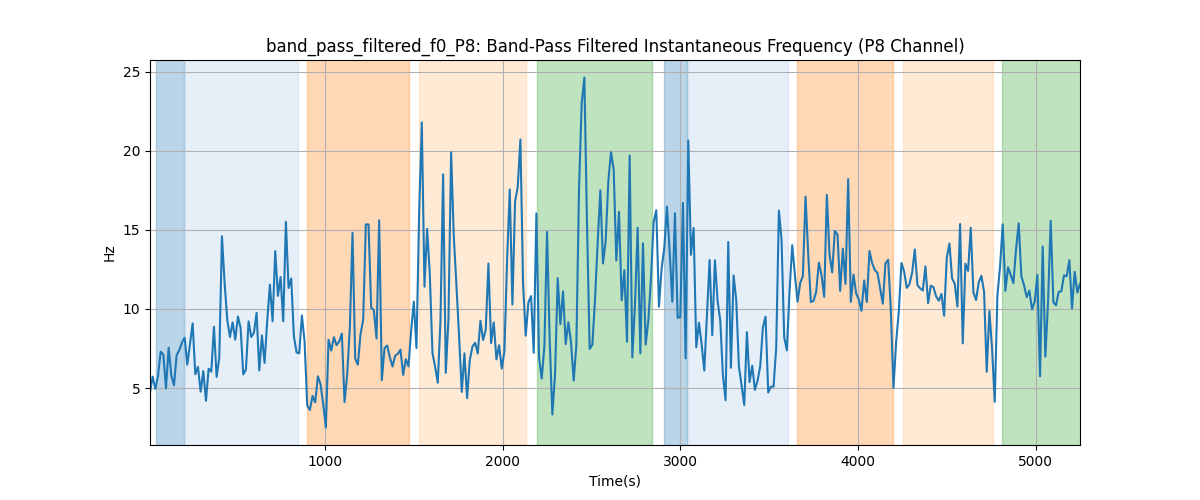 band_pass_filtered_f0_P8: Band-Pass Filtered Instantaneous Frequency (P8 Channel)
25
20
15
10
5
Hz
1000 2000 3000 4000 5000
Time(s)